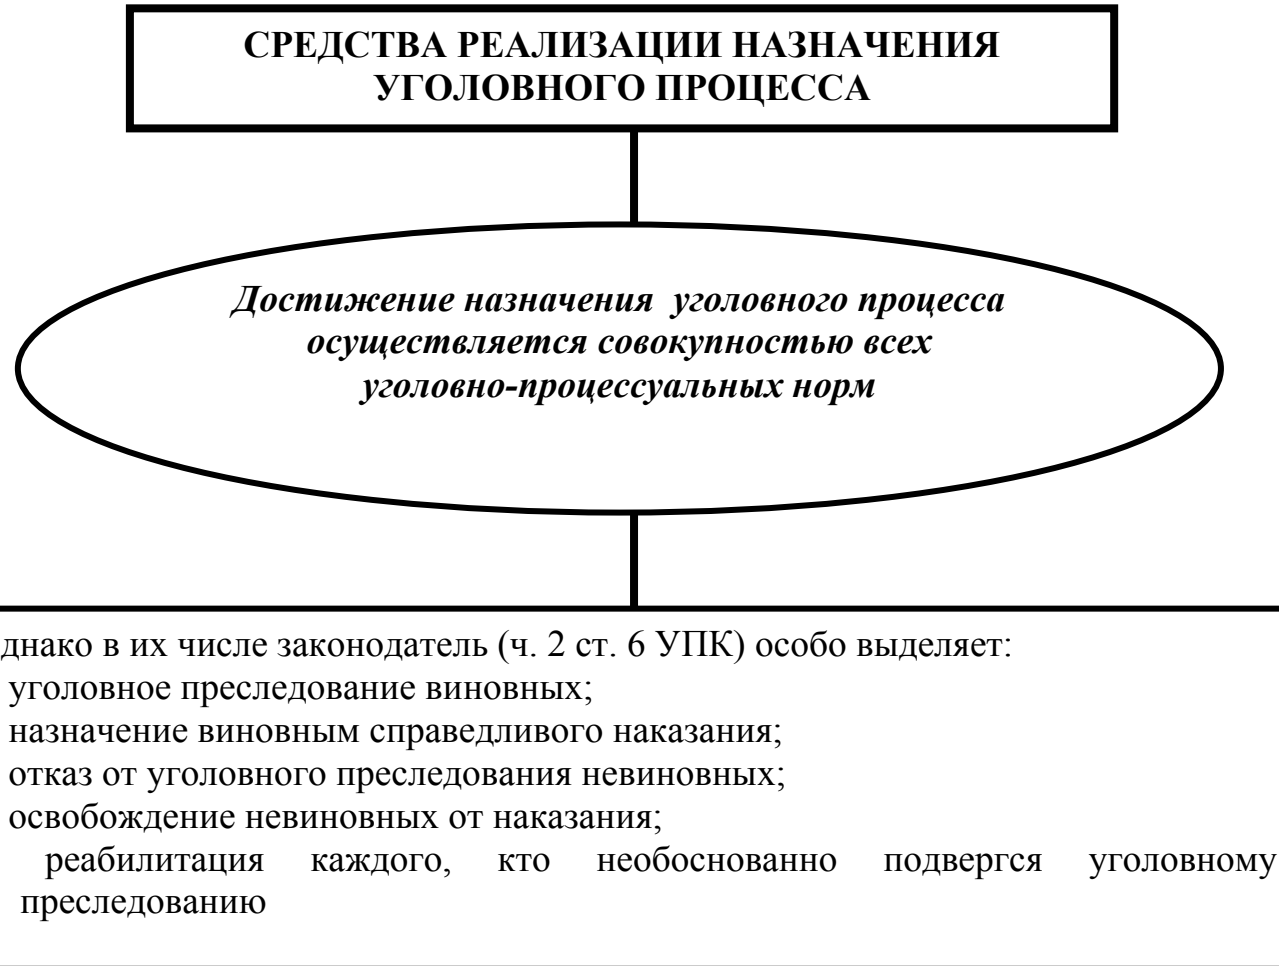 СРЕДСТВА РЕАЛИЗАЦИИ НАЗНАЧЕНИЯ
УГОЛОВНОГО ПРОЦЕССА
Достижение назначения уголовного процесса
осуществляется совокупностью всех
уголовно-процессуальных норм
днако в их числе законодатель (ч. 2 ст. 6 УПК) особо выделяет:
уголовное преследование виновных;
назначение виновным справедливого наказания;
отказ от уголовного преследования невиновных;
освобождение невиновных от наказания;
реабилитация каждого, кто необоснованно подвергся уголовному
преследованию